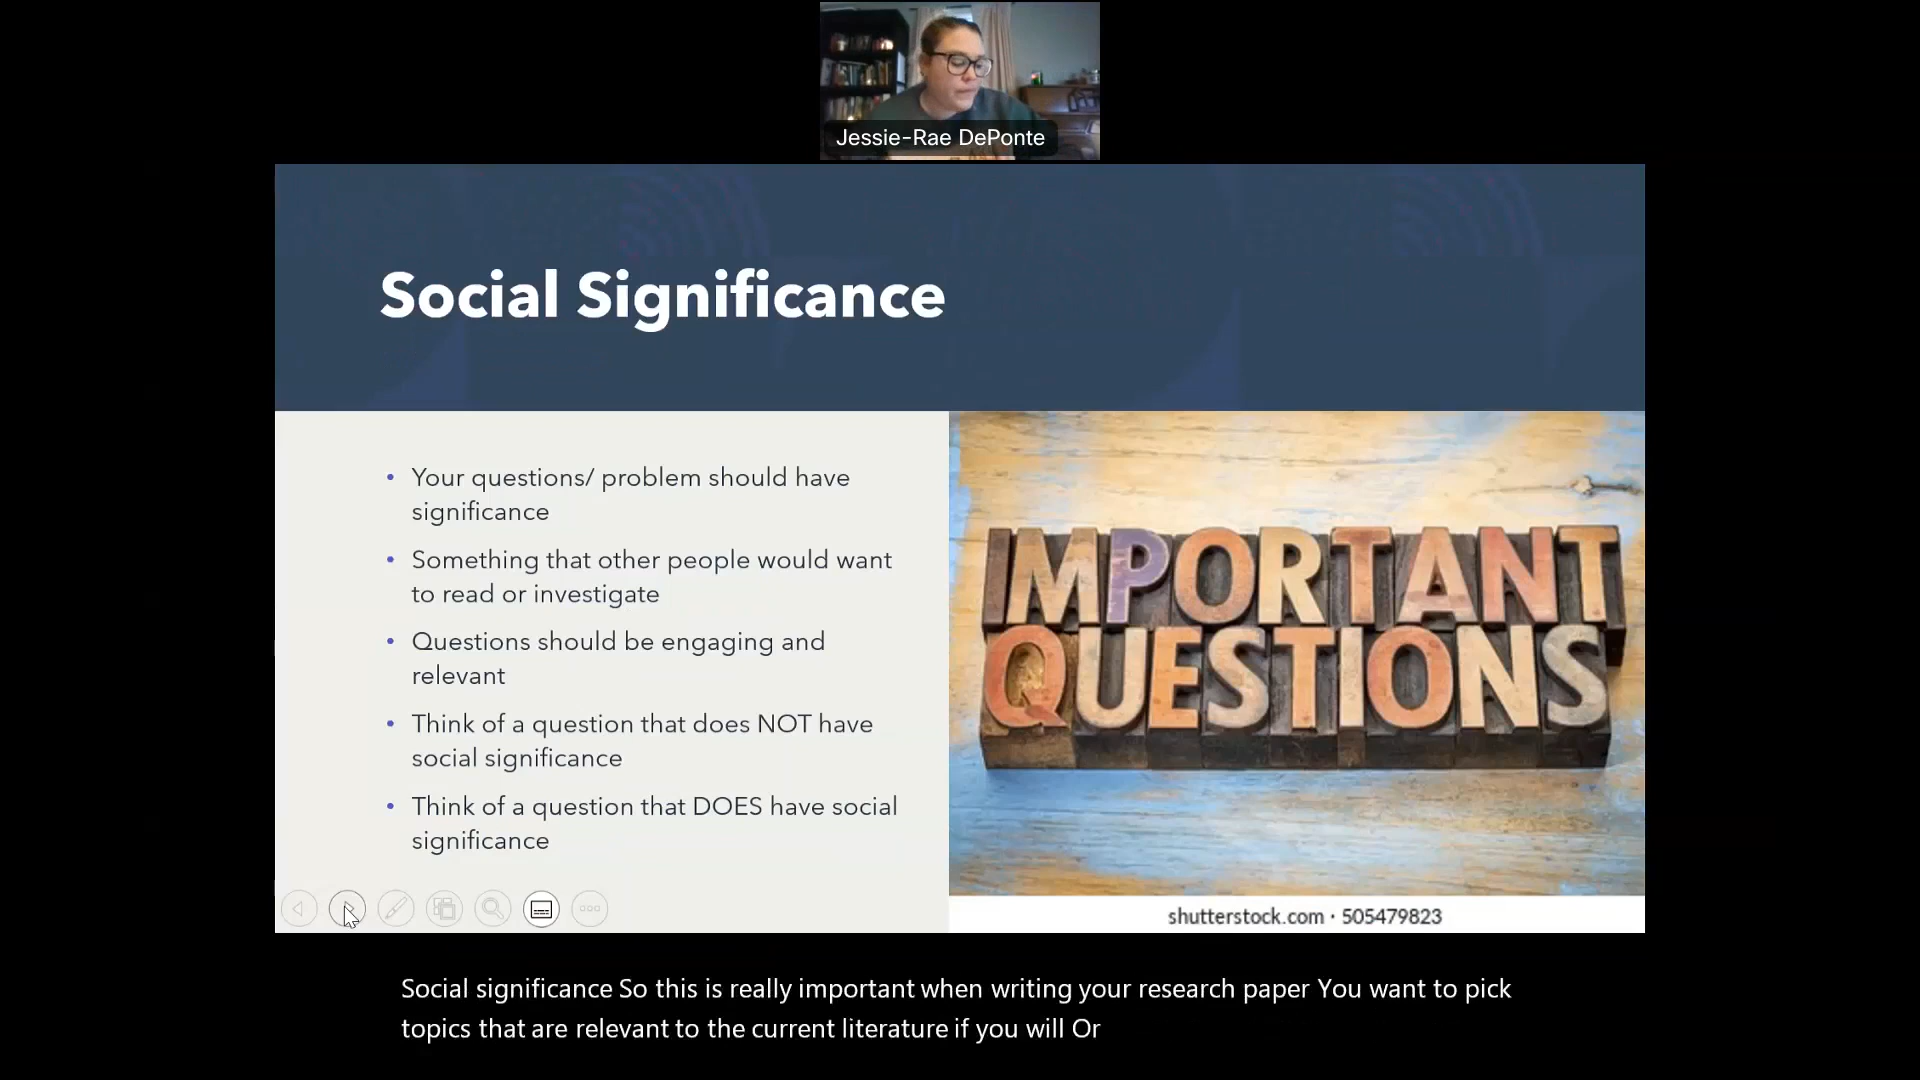 Jessie-Rae DePonte
Social Significance
• Your questions/ problem should have
significance
• Something that other people would want
to read or investigate
• Questions should be engaging and
relevant
• Think of a question that does NOT have
social significance
• Think of a question that DOES have social
significance
IMPORTANT
QUESTIONS
shutterstock.com · 505479823
Social significance So this is really important when writing your research paper You want to pick
topics that are relevant to the current literature if you will Or